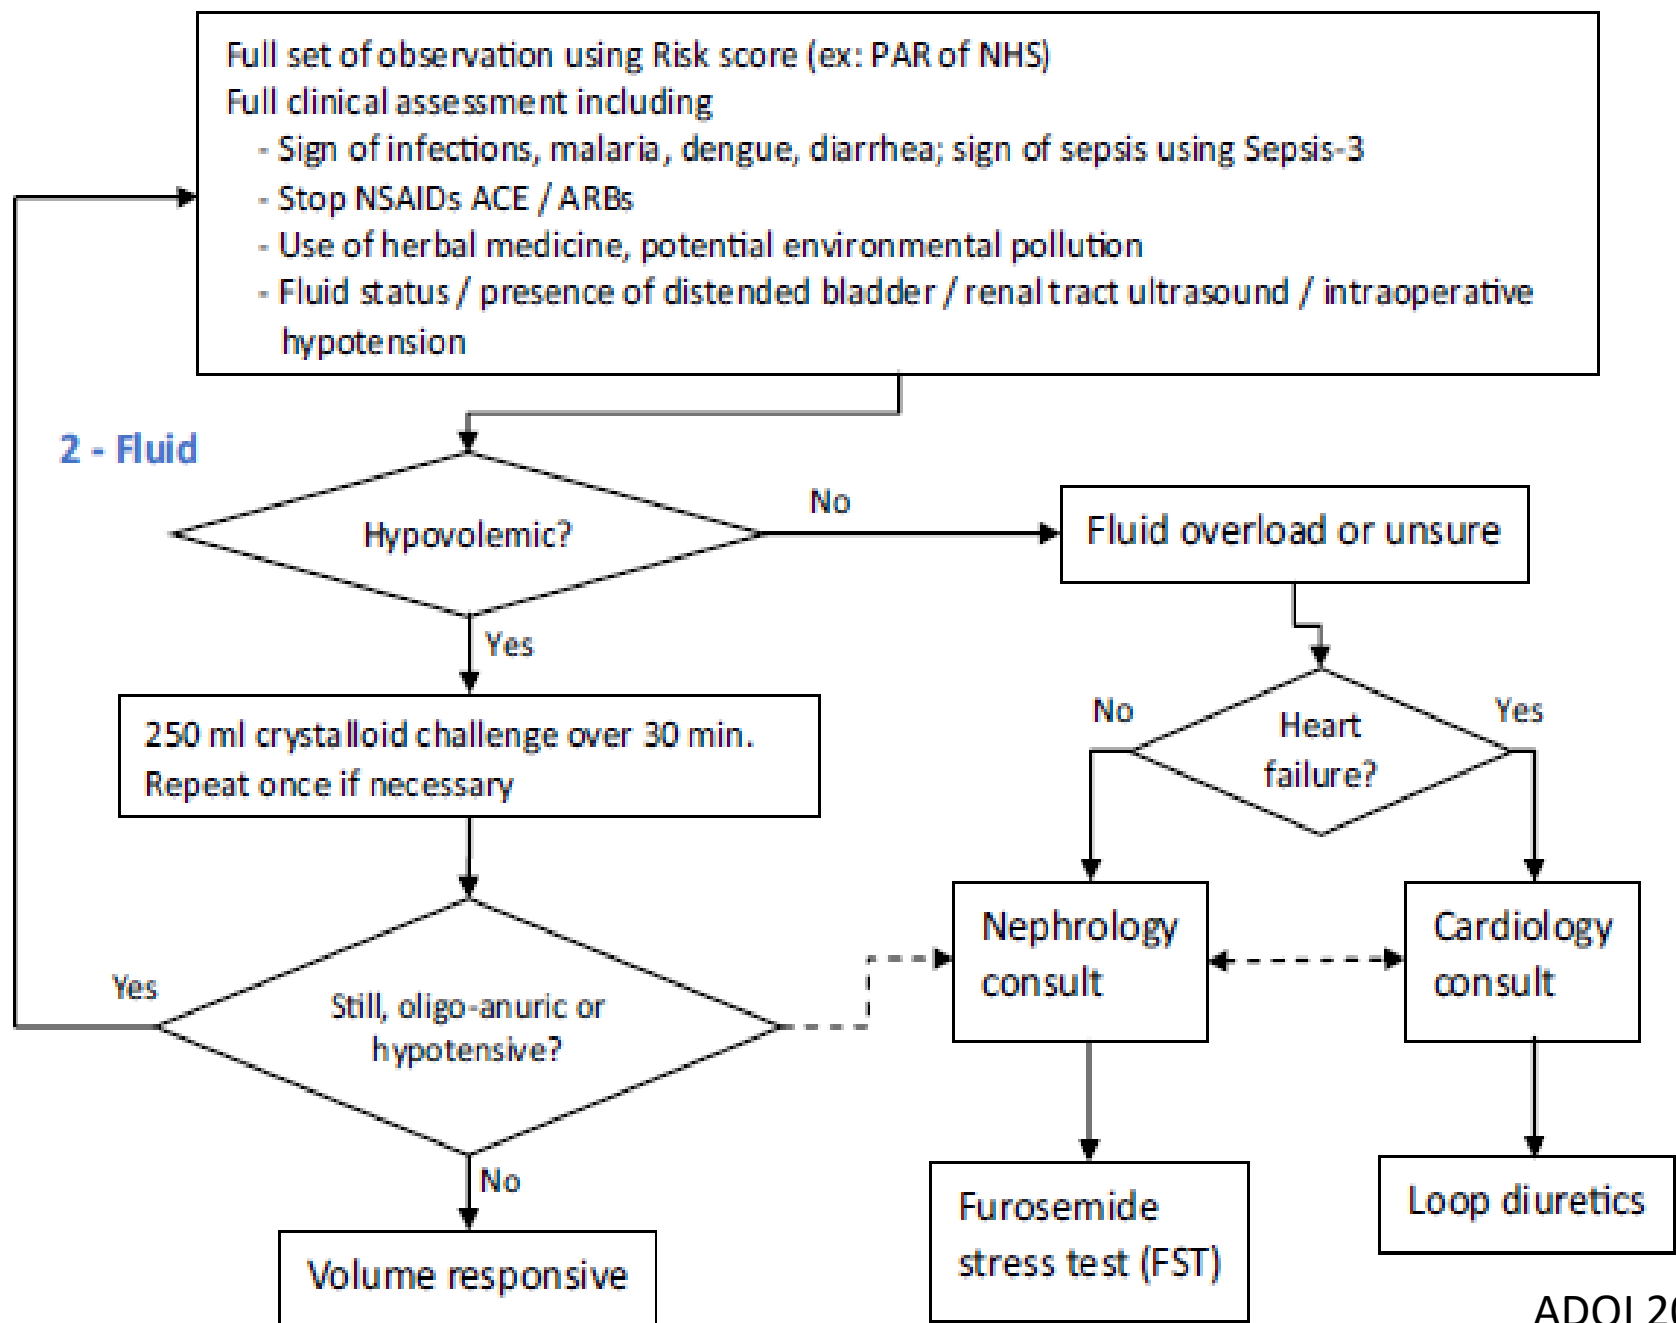 Full set of observation using Risk score (ex: PAR of NHS)
Full clinical assessment including
- Sign of infections, malaria, dengue, diarrhea; sign of sepsis using Sepsis-3
- Stop NSAIDs ACE / ARBs
- Use of herbal medicine, potential environmental pollution
- Fluid status / presence of distended bladder / renal tract ultrasound / intraoperative
hypotension
2 - Fluid
Hypovolemic?
No
Fluid overload or unsure
Yes
250 ml crystalloid challenge over 30 min.
Repeat once if necessary
No
Heart
failure?
Yes
Nephrology
consult
Cardiology
consult
Yes
Still, oligo-anuric or
hypotensive?
No
Volume responsive
Furosemide
stress test (FST)
Loop diuretics
ADQI